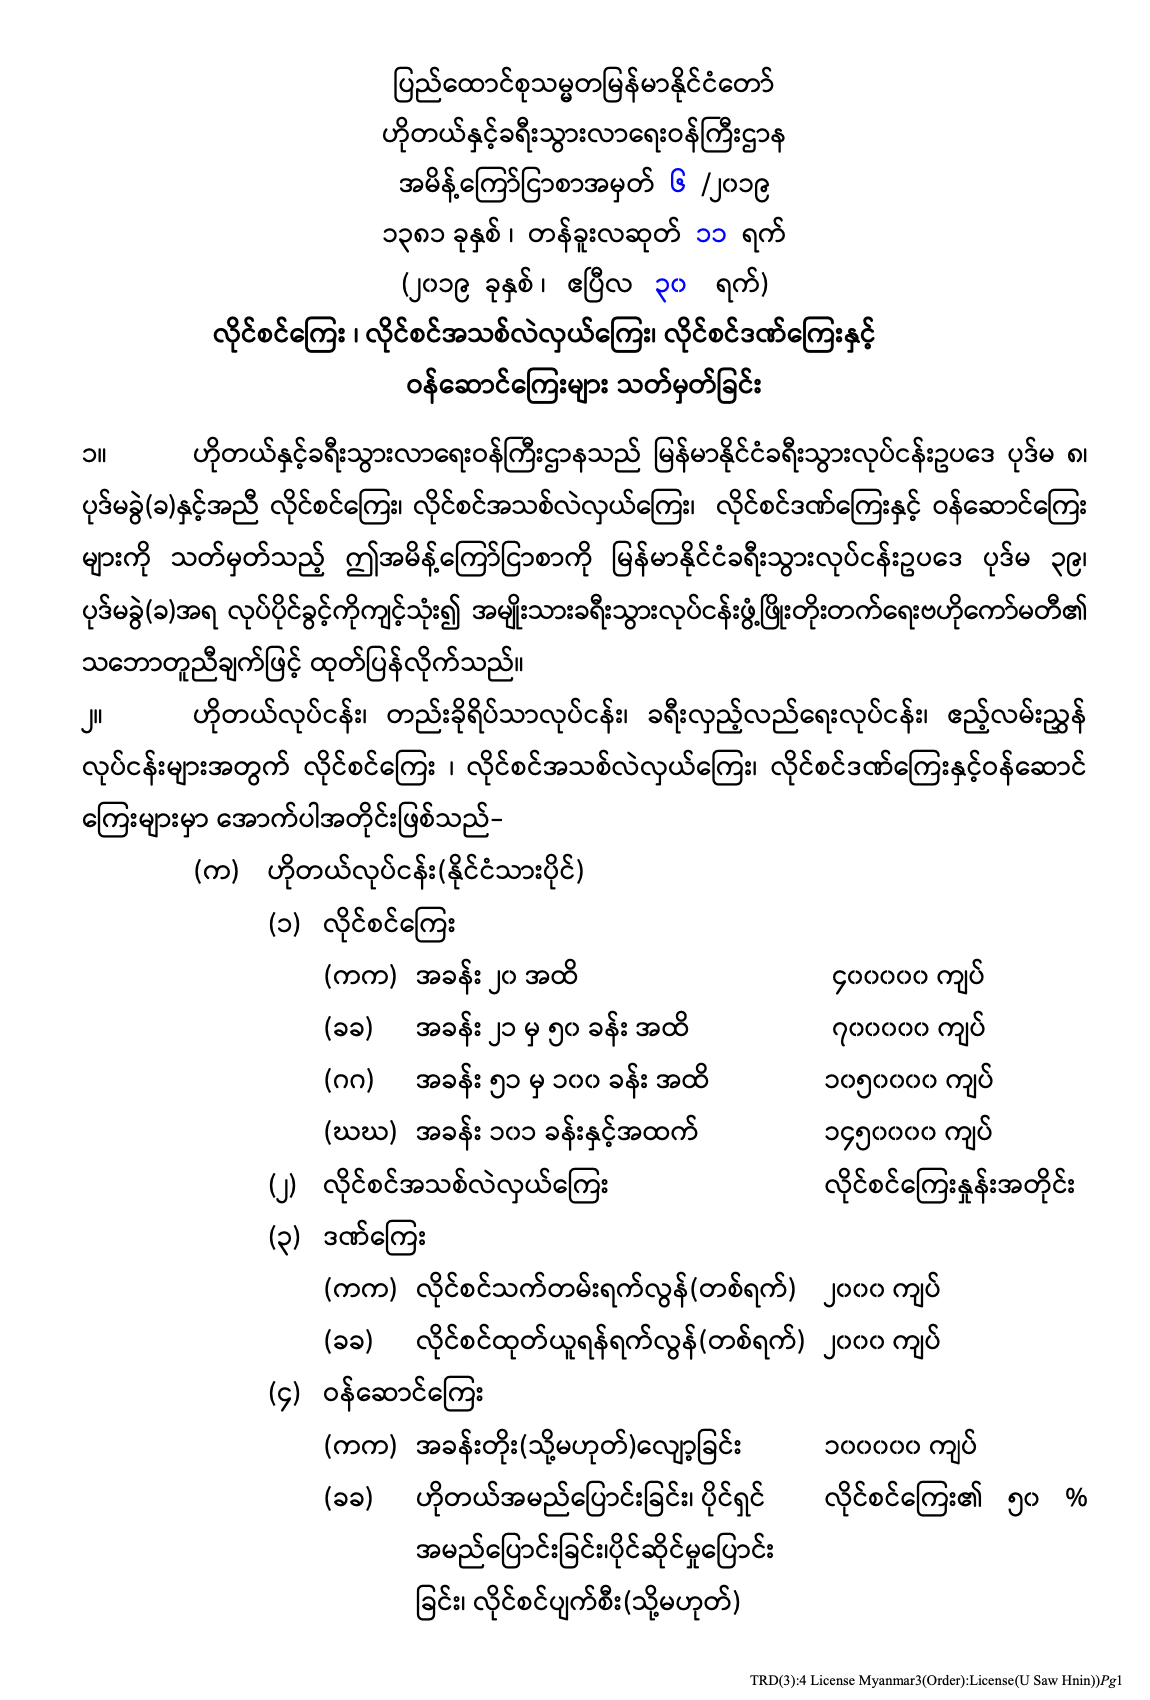 ပြည်ထောင်စုသမ္မတမြန်မာနိုင်ငံတော်
ဟိုတယ်နှင့်ခရီးသွားလာရေးဝန်ကြီးဌာန
အမိန့်ကြော်ငြာစာအမှတ် ၆ /၂၀၁၉
၁၃၈၁ ခုနှစ် ၊ တန်ခူးလဆုတ် ၁၁ ရက်
(၂၀၁၉ ခုနှစ် ၊ ဧပြီလ ၃၀ ရက်)
လိုင်စင်ကြေး ၊ လိုင်စင်အသစ်လဲလှယ်ကြေး၊ လိုင်စင်ဒဏ်ကြေးနှင့်
ဝန်ဆောင်ကြေးများ သတ်မှတ်ခြင်း
၁။ ဟိုတယ်နှင့်ခရီးသွားလာရေးဝန်ကြီးဌာနသည် မြန်မာနိုင်ငံခရီးသွားလုပ်ငန်းဥပဒေ ပုဒ်မ ၈၊
ပုဒ်မခွဲ(ခ)နှင့်အညီ လိုင်စင်ကြေး၊ လိုင်စင်အသစ်လဲလှယ်ကြေး၊ လိုင်စင်ဒဏ်ကြေးနှင့် ဝန်ဆောင်ကြေး
များကို သတ်မှတ်သည့် ဤအမိန့်ကြော်ငြာစာကို မြန်မာနိုင်ငံခရီးသွားလုပ်ငန်းဥပဒေ ပုဒ်မ ၃၉၊
ပုဒ်မခွဲ(ခ)အရ လုပ်ပိုင်ခွင့်ကိုကျင့်သုံး၍ အမျိုးသားခရီးသွားလုပ်ငန်းဖွံ့ဖြိုးတိုးတက်ရေးဗဟိုကော်မတီ၏
သဘောတူညီချက်ဖြင့် ထုတ်ပြန်လိုက်သည်။
၂။ ဟိုတယ်လုပ်ငန်း၊ တည်းခိုရိပ်သာလုပ်ငန်း၊ ခရီးလှည့်လည်ရေးလုပ်ငန်း၊ ဧည့်လမ်းညွှန်
လုပ်ငန်းများအတွက် လိုင်စင်ကြေး ၊ လိုင်စင်အသစ်လဲလှယ်ကြေး၊ လိုင်စင်ဒဏ်ကြေးနှင့်ဝန်ဆောင်
ကြေးများမှာ အောက်ပါအတိုင်းဖြစ်သည်-
(က) ဟိုတယ်လုပ်ငန်း(နိုင်ငံသားပိုင်)
(၁) လိုင်စင်ကြေး
(ကက) အခန်း ၂၀ အထိ ၄၀၀၀၀၀ ကျပ်
(ခခ) အခန်း ၂၁ မှ ၅၀ ခန်း အထိ ၇၀၀၀၀၀ ကျပ်
(ဂဂ) အခန်း ၅၁ မှ ၁၀၀ ခန်း အထိ ၁၀၅၀၀၀၀ ကျပ်
(ဃဃ) အခန်း ၁၀၁ ခန်းနှင့်အထက် ၁၄၅၀၀၀၀ ကျပ်
(၂) လိုင်စင်အသစ်လဲလှယ်ကြေး လိုင်စင်ကြေးနှုန်းအတိုင်း
(၃) ဒဏ်ကြေး
(ကက) လိုင်စင်သက်တမ်းရက်လွန်(တစ်ရက်) ၂၀၀၀ ကျပ်
(ခခ) လိုင်စင်ထုတ်ယူရန်ရက်လွန်(တစ်ရက်) ၂၀၀၀ ကျပ်
(၄) ဝန်ဆောင်ကြေး
(ကက) အခန်းတိုး(သို့မဟုတ်)လျော့ခြင်း ၁၀၀၀၀၀ ကျပ်
(ခခ) ဟိုတယ်အမည်ပြောင်းခြင်း၊ ပိုင်ရှင် လိုင်စင်ကြေး၏ ၅၀ %
အမည်ပြောင်းခြင်း၊ပိုင်ဆိုင်မှုပြောင်း
ခြင်း၊ လိုင်စင်ပျက်စီး(သို့မဟုတ်)
TRD(3):4 License Myanmar3(Order):License(U Saw Hnin))Pg1